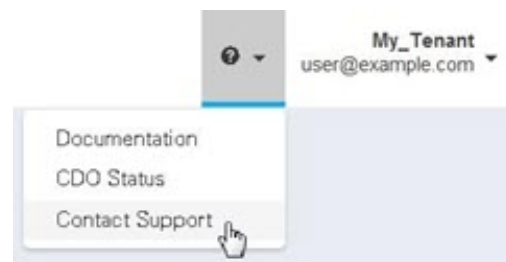 My_Tenant
user@example.com
Documentation
CDO Status
Contact Support